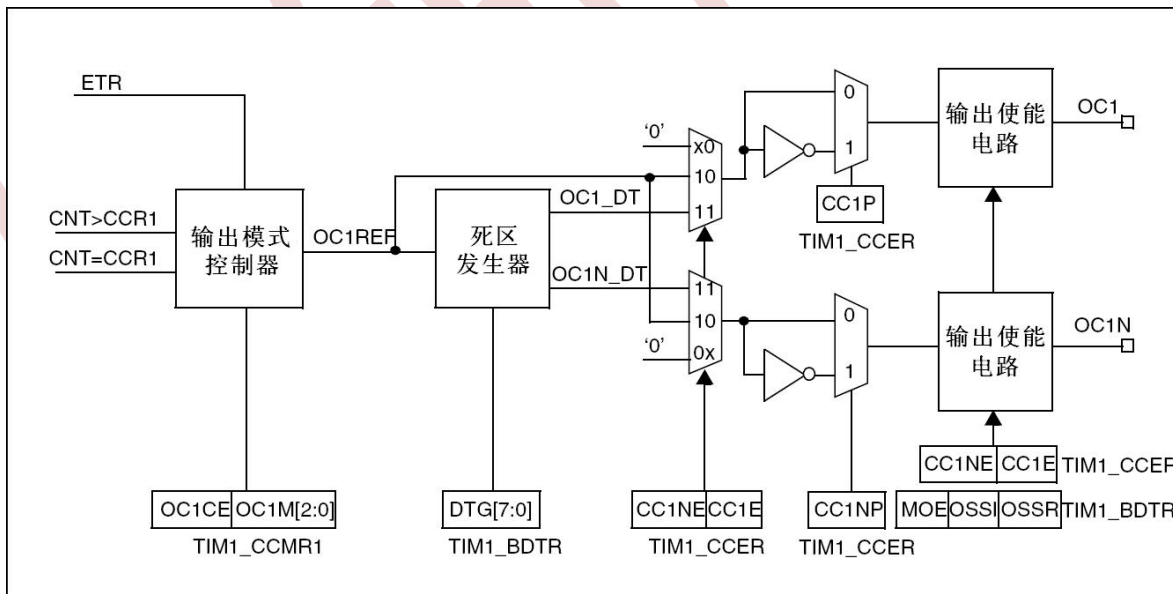 ETR
CNT>CCR1
CNT=CCR1
输出模式
控制器
OC1REF
OC1CE OC1M[2:0]
TIM1_CCMR1
死区
发生器
DTG[7:0]
TIM1_BDTR
OC1_DT
OC1N_DT
'0'
x0
10
11
11
10
'0'
0x
CC1NE CC1E
TIM1_CCER
0
1
CC1P
TIM1_CCER
0
1
CC1NP
TIM1_CCER
输出使能
电路
OC1
输出使能
电路
OC1N
CC1NE CC1E TIM1_CCER
MOE OSSI OSSR TIM1_BDTR